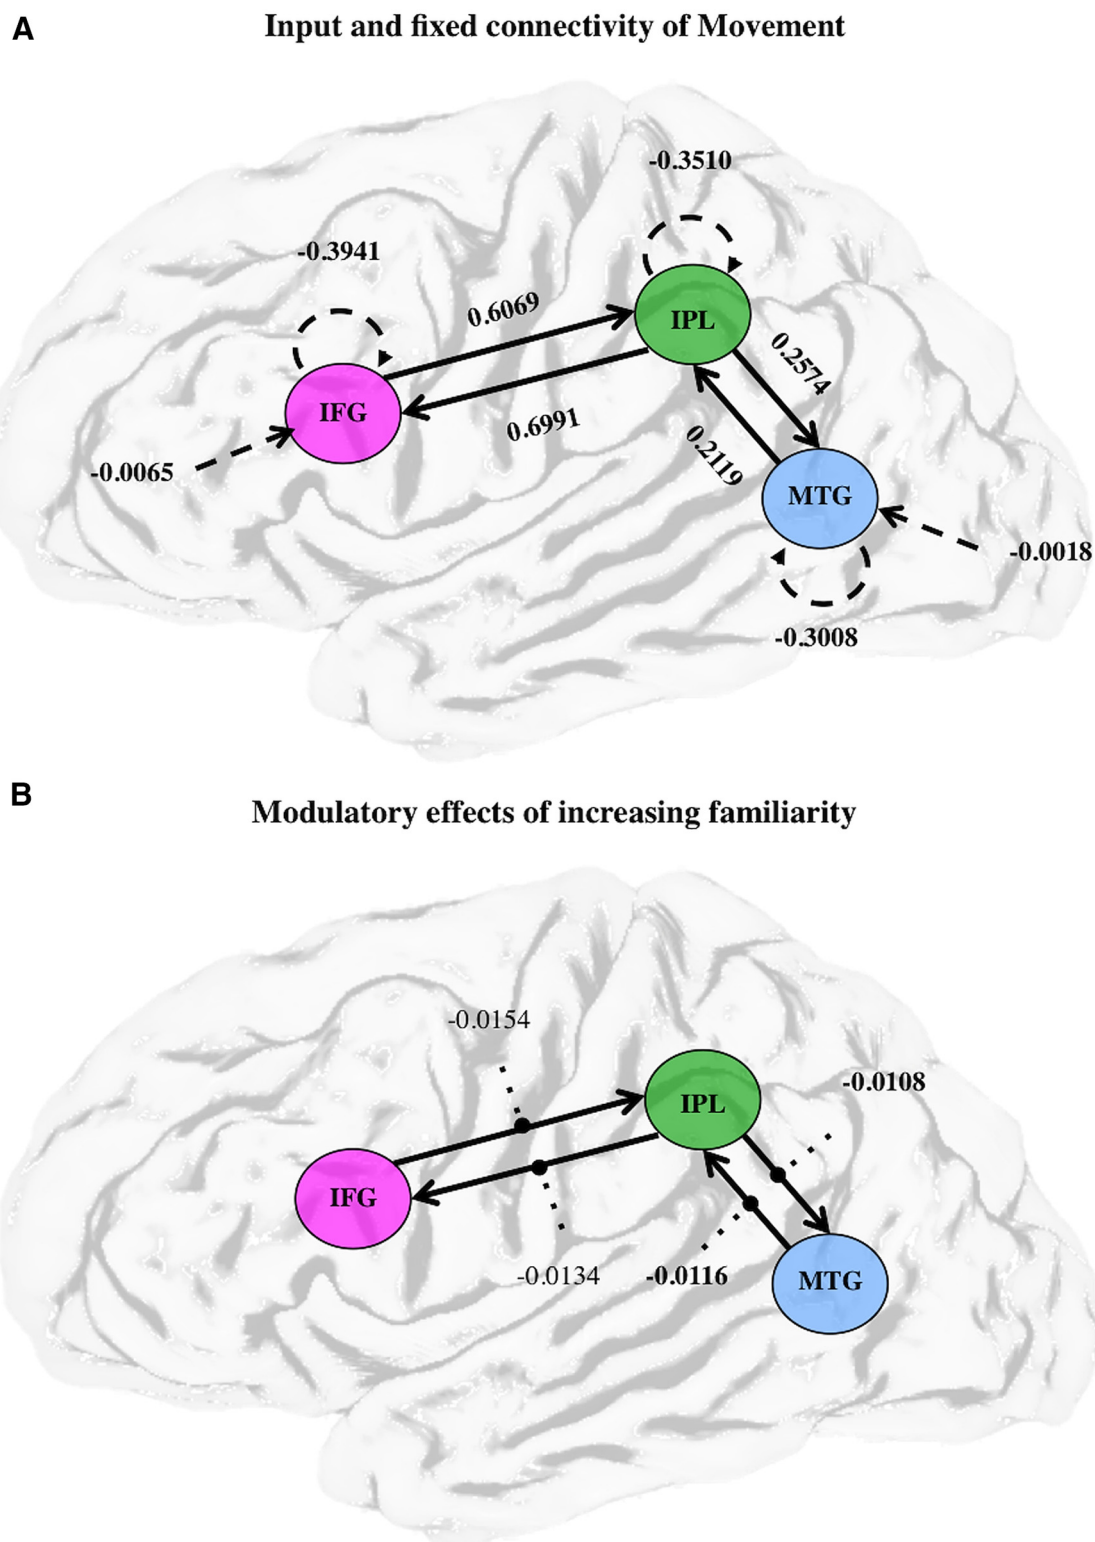 A
Input and fixed connectivity of Movement
-0.3510
-0.3941
0.6069
IPL
0.2574
IFG
0.6991
0.2119
-0.0065
MTG
-0.0018
-0.3008
B
Modulatory effects of increasing familiarity
-0.0154
-0.0108
IPL
IFG
-0.0134
-0.0116
MTG